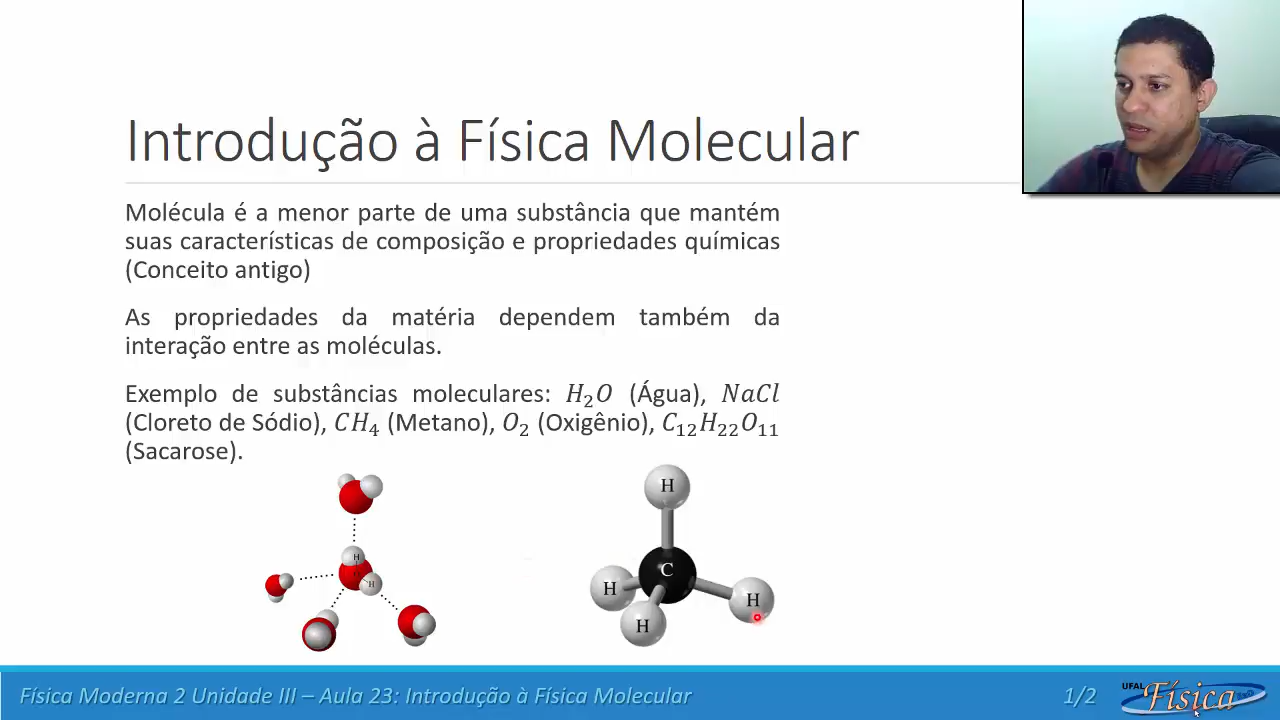 Introdução à Física Molecular
Molécula é a menor parte de uma substância que mantém
suas características de composição e propriedades químicas
(Conceito antigo)
As propriedades da matéria dependem também da
interação entre as moléculas.
Exemplo de substâncias moleculares: H₂O (Água), NaCl
(Cloreto de Sódio), CH₄ (Metano), O₂ (Oxigênio), C₁₂H₂₂O₁₁
(Sacarose).
H
H
H
C
H
H
H
Física Moderna 2 Unidade III – Aula 23: Introdução à Física Molecular
1/2
UFAL
Física